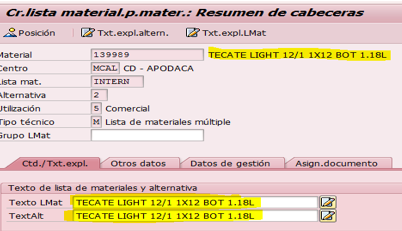 Cr.lista material.p.mater.: Resumen de cabeceras
Posición Txt.expl.altern. Txt.expl.LMat
Material 139989 TECATE LIGHT 12/1 1X12 BOT 1.18L
Centro MCAL CD - APODACA
Lista mat. INTERN
Alternativa 2
Utilización 5 Comercial
Tipo técnico M Lista de materiales múltiple
Grupo LMat
Ctd./Txt.expl. Otros datos Datos de gestión Asign.documento
Texto de lista de materiales y alternativa
Texto LMat TECATE LIGHT 12/1 1X12 BOT 1.18L
TextAlt TECATE LIGHT 12/1 1X12 BOT 1.18L